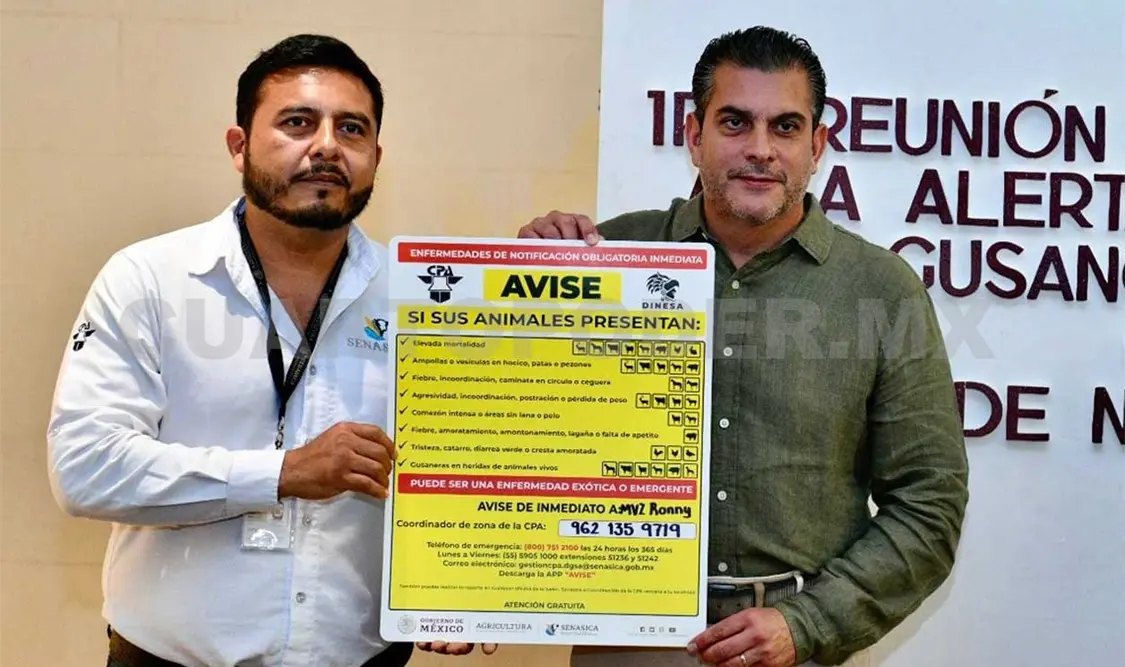 1RA REUNIÓN
ALERTA
GUSANO
DE
CUARTOPODER.MX
SENASICA
ENFERMEDADES DE NOTIFICACIÓN OBLIGATORIA INMEDIATA
CPA
AVISE
DINESA
SI SUS ANIMALES PRESENTAN:
Elevada mortalidad
Ampollas o vesículas en hocico, patas o pezones
Fiebre, incoordinación, caminata en círculo o ceguera
Agresividad, incoordinación, postración o pérdida de peso
Comezón intensa o áreas sin lana o pelo
Fiebre, amoratamiento, amontonamiento, lagaña o falta de apetito
Tristeza, catarro, diarrea verde o cresta amoratada
Gusaneras en heridas de animales vivos
PUEDE SER UNA ENFERMEDAD EXÓTICA O EMERGENTE
AVISE DE INMEDIATO A: MVZ Ronny
Coordinador de zona de la CPA: 962 135 9719
Teléfono de emergencia: (800) 751 2100 las 24 horas los 365 días
Lunes a Viernes: (55) 5905 1000 extensiones 51236 y 51242
Correo electrónico: gestioncpa.dgsa@senasica.gob.mx
Descarga la APP "AVISE"
ATENCIÓN GRATUITA
GOBIERNO DE
MÉXICO
AGRICULTURA
SENASICA